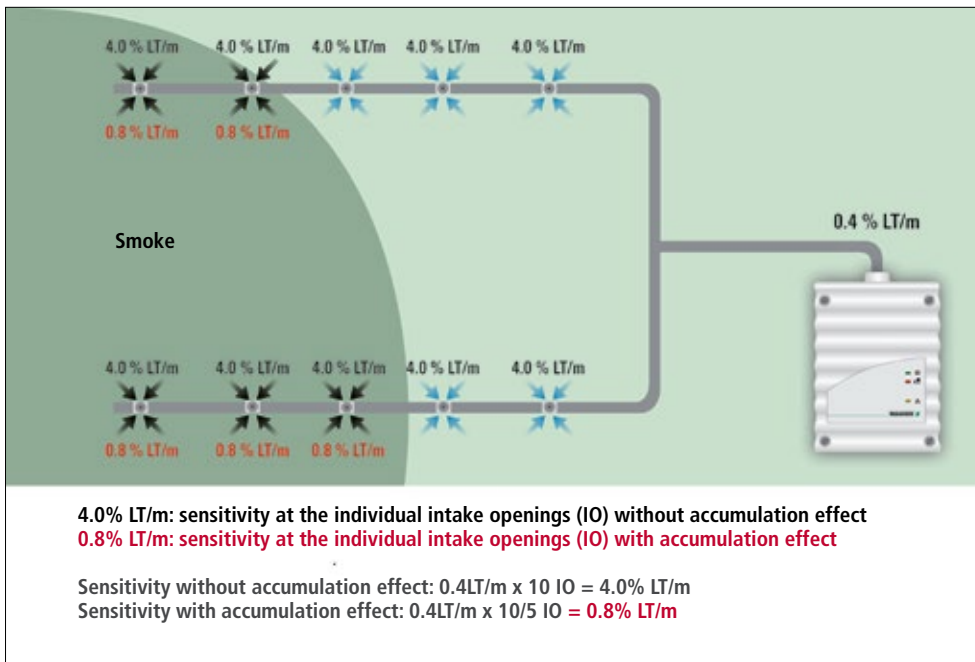 4.0 % LT/m 4.0 % LT/m 4.0 % LT/m 4.0 % LT/m 4.0 % LT/m
0.8 % LT/m 0.8 % LT/m
0.4 % LT/m
Smoke
4.0 % LT/m 4.0 % LT/m 4.0 % LT/m 4.0 % LT/m 4.0 % LT/m
0.8 % LT/m 0.8 % LT/m 0.8 % LT/m
4.0% LT/m: sensitivity at the individual intake openings (IO) without accumulation effect
0.8% LT/m: sensitivity at the individual intake openings (IO) with accumulation effect
Sensitivity without accumulation effect: 0.4LT/m x 10 IO = 4.0% LT/m
Sensitivity with accumulation effect: 0.4LT/m x 10/5 IO = 0.8% LT/m